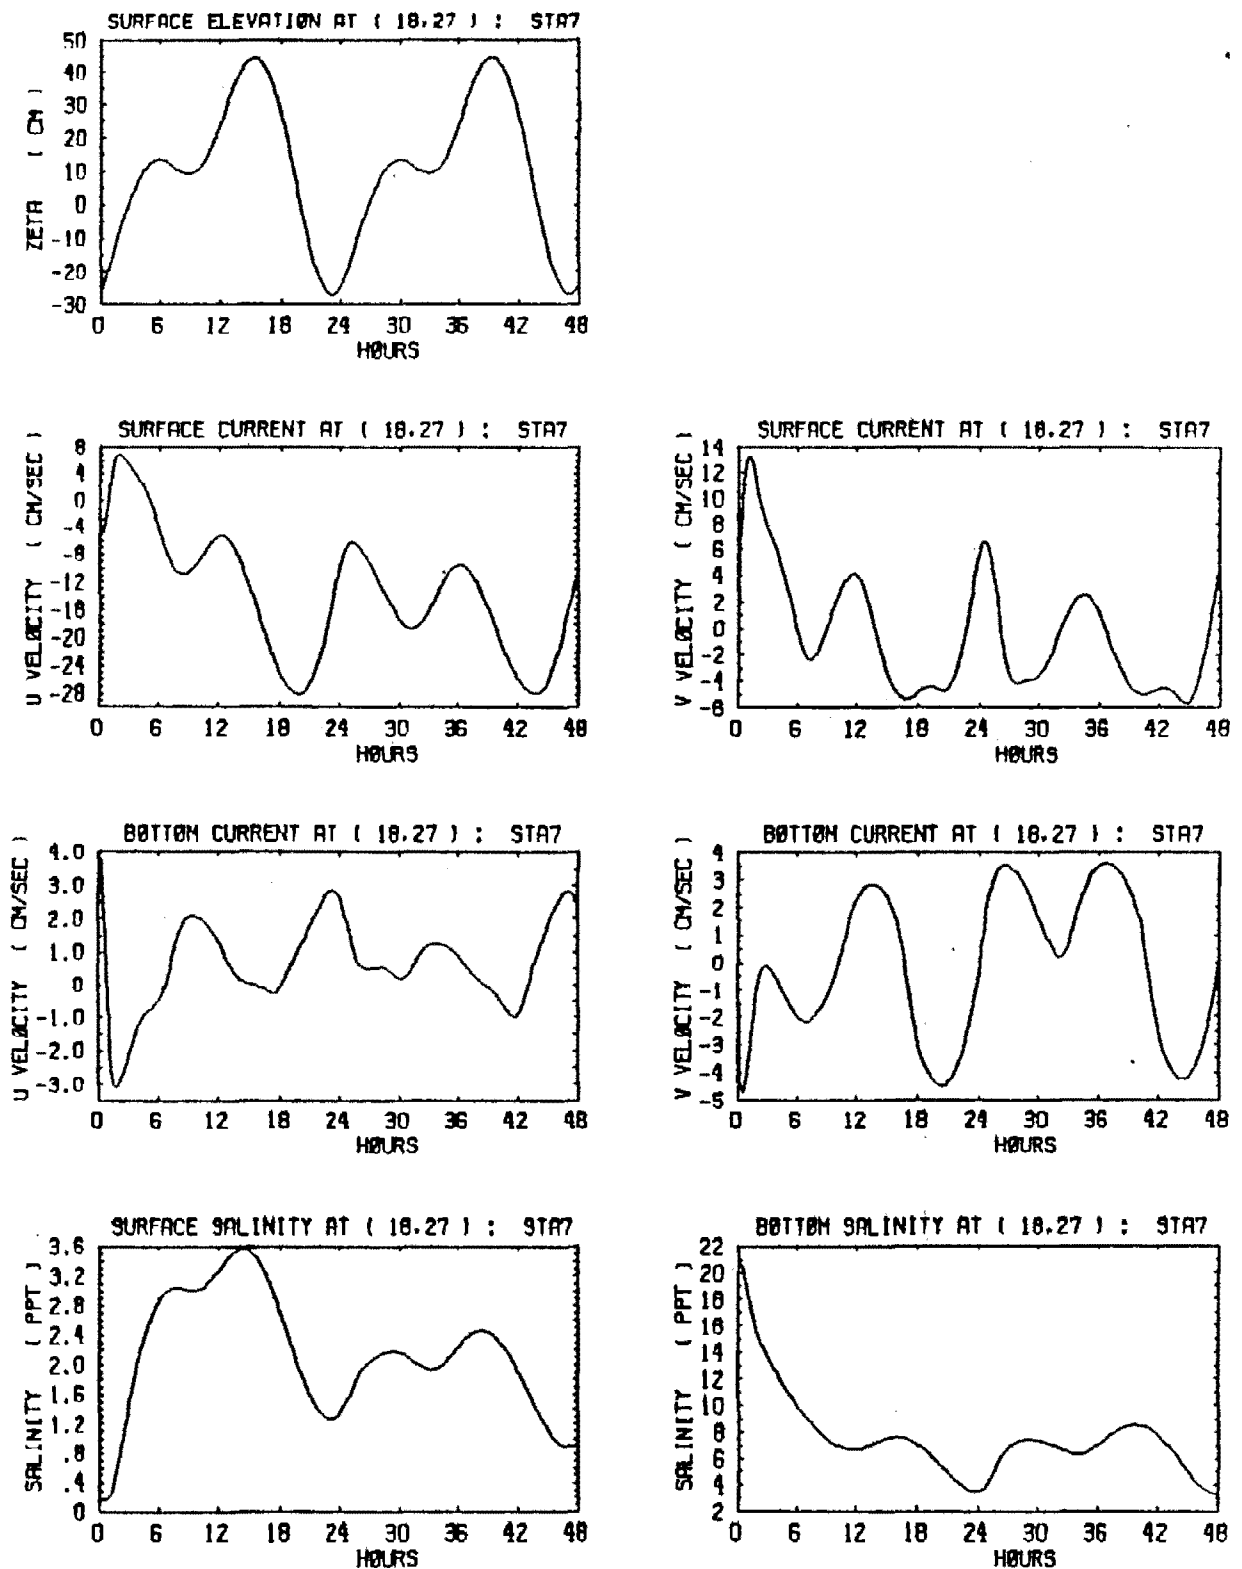 SURFACE ELEVATIØN AT ( 18,27 ) : STA7
50
40
30
20
10
0
-10
-20
-30
ZETA ( CM )
0 6 12 18 24 30 36 42 48
HØURS
SURFACE CURRENT AT ( 18,27 ) : STA7
8
4
0
-4
-8
-12
-16
-20
-24
-28
U VELØCITY ( CM/SEC )
0 6 12 18 24 30 36 42 48
HØURS
SURFACE CURRENT AT ( 18,27 ) : STA7
14
12
10
8
6
4
2
0
-2
-4
-6
V VELØCITY ( CM/SEC )
0 6 12 18 24 30 36 42 48
HØURS
BØTTØM CURRENT AT ( 18,27 ) : STA7
4.0
3.0
2.0
1.0
0
-1.0
-2.0
-3.0
U VELØCITY ( CM/SEC )
0 6 12 18 24 30 36 42 48
HØURS
BØTTØM CURRENT AT ( 18,27 ) : STA7
4
3
2
1
0
-1
-2
-3
-4
-5
V VELØCITY ( CM/SEC )
0 6 12 18 24 30 36 42 48
HØURS
SURFACE SALINITY AT ( 18,27 ) : STA7
3.6
3.2
2.8
2.4
2.0
1.6
1.2
.8
.4
0
SALINITY ( PPT )
0 6 12 18 24 30 36 42 48
HØURS
BØTTØM SALINITY AT ( 18,27 ) : STA7
22
20
18
16
14
12
10
8
6
4
2
SALINITY ( PPT )
0 6 12 18 24 30 36 42 48
HØURS